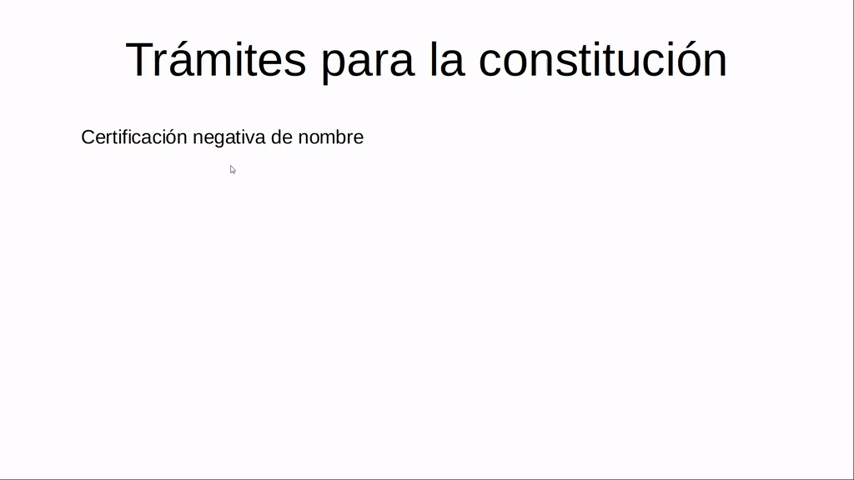 Trámites para la constitución
Certificación negativa de nombre